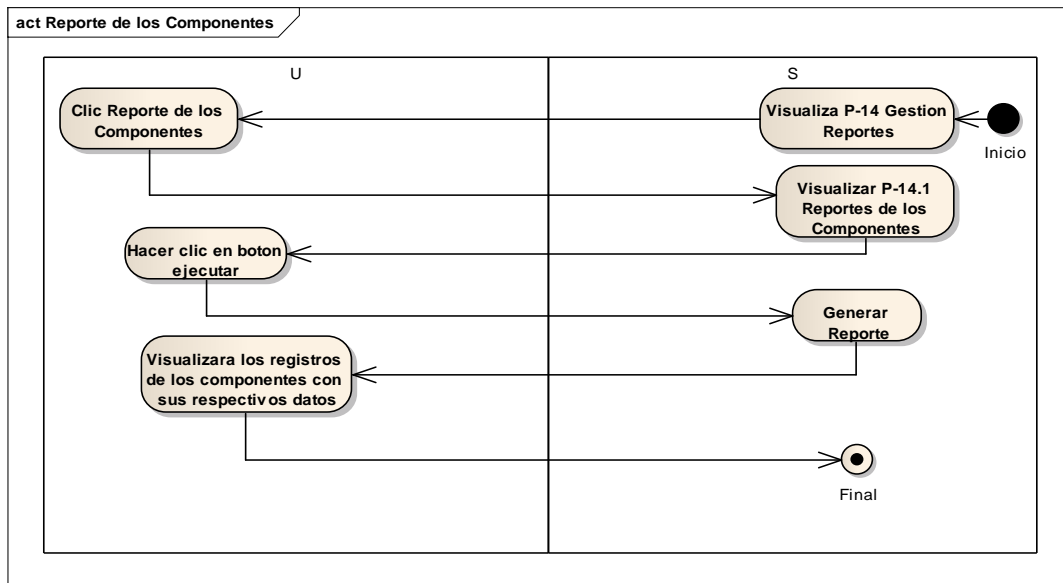 act Reporte de los Componentes
U
S
Clic Reporte de los
Componentes
Visualiza P-14 Gestion
Reportes
Inicio
Visualizar P-14.1
Reportes de los
Componentes
Hacer clic en boton
ejecutar
Generar
Reporte
Visualizara los registros
de los componentes con
sus respectivos datos
Final